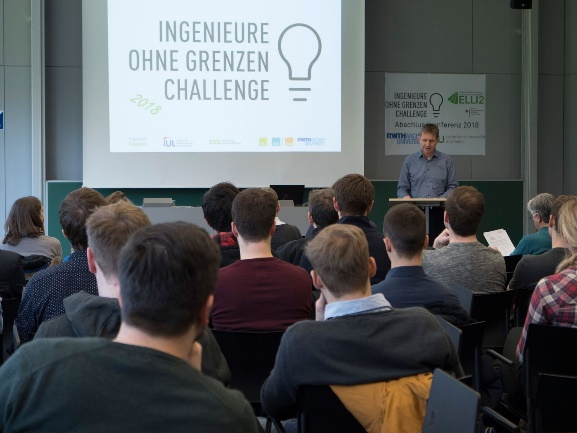 INGENIEURE
OHNE GRENZEN
CHALLENGE
2018
INGENIEURE
OHNE GRENZEN
CHALLENGE
ELLI2
Abschlusskonferenz 2018